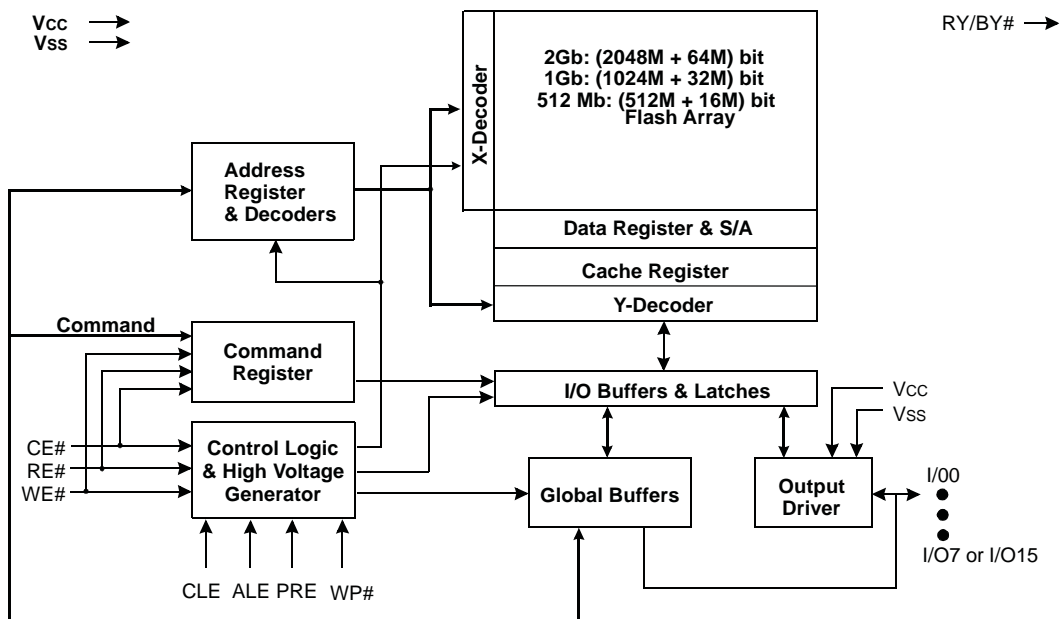 Vcc
Vss
RY/BY#
2Gb: (2048M + 64M) bit
1Gb: (1024M + 32M) bit
512 Mb: (512M + 16M) bit
Flash Array
X-Decoder
Address
Register
& Decoders
Data Register & S/A
Cache Register
Y-Decoder
Command
Command
Register
I/O Buffers & Latches
Vcc
Vss
CE#
RE#
WE#
Control Logic
& High Voltage
Generator
Global Buffers
Output
Driver
I/00
I/O7 or I/O15
CLE
ALE
PRE
WP#